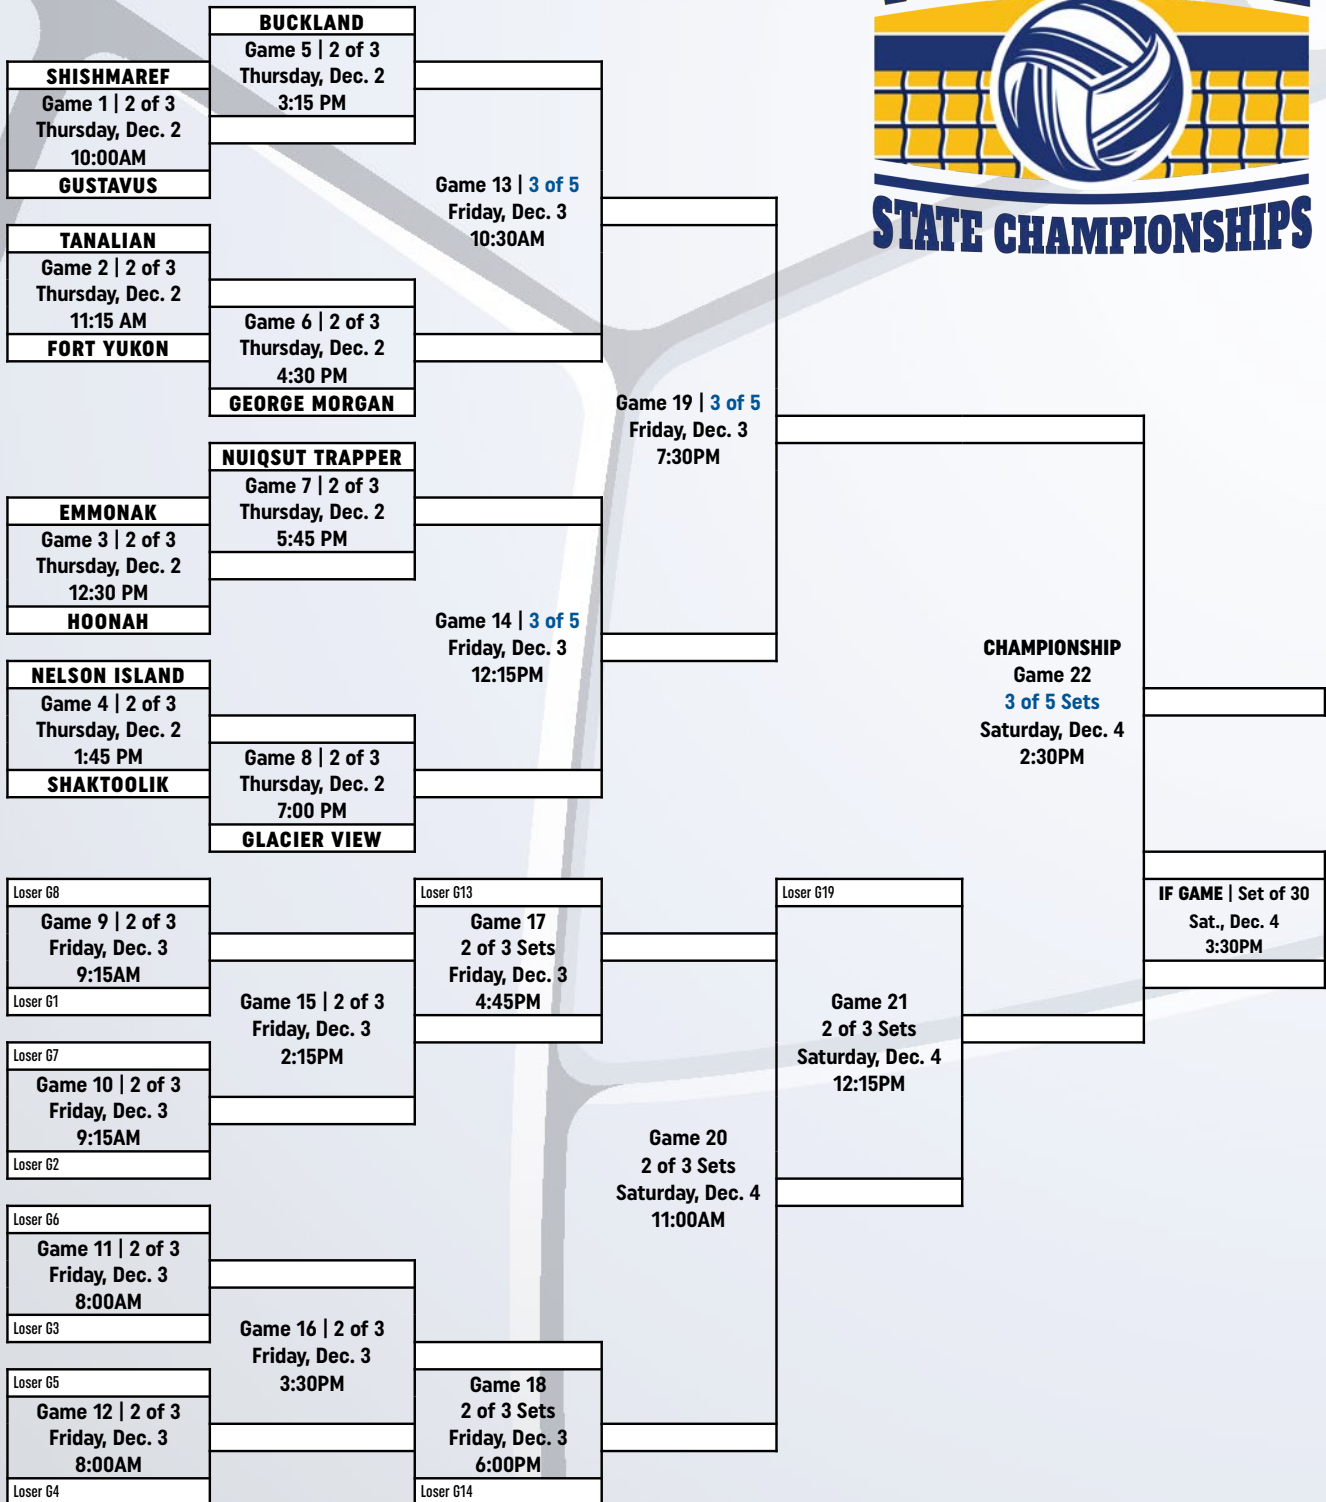 STATE CHAMPIONSHIPS
BUCKLAND
Game 5 | 2 of 3
Thursday, Dec. 2
3:15 PM
SHISHMAREF
Game 1 | 2 of 3
Thursday, Dec. 2
10:00AM
GUSTAVUS
Game 13 | 3 of 5
Friday, Dec. 3
10:30AM
TANALIAN
Game 2 | 2 of 3
Thursday, Dec. 2
11:15 AM
FORT YUKON
Game 6 | 2 of 3
Thursday, Dec. 2
4:30 PM
GEORGE MORGAN
Game 19 | 3 of 5
Friday, Dec. 3
7:30PM
NUIQSUT TRAPPER
Game 7 | 2 of 3
Thursday, Dec. 2
5:45 PM
EMMONAK
Game 3 | 2 of 3
Thursday, Dec. 2
12:30 PM
HOONAH
Game 14 | 3 of 5
Friday, Dec. 3
12:15PM
NELSON ISLAND
Game 4 | 2 of 3
Thursday, Dec. 2
1:45 PM
SHAKTOOLIK
Game 8 | 2 of 3
Thursday, Dec. 2
7:00 PM
GLACIER VIEW
CHAMPIONSHIP
Game 22
3 of 5 Sets
Saturday, Dec. 4
2:30PM
IF GAME | Set of 30
Sat., Dec. 4
3:30PM
Loser G8
Game 9 | 2 of 3
Friday, Dec. 3
9:15AM
Loser G1
Game 15 | 2 of 3
Friday, Dec. 3
2:15PM
Loser G13
Game 17
2 of 3 Sets
Friday, Dec. 3
4:45PM
Loser G19
Game 21
2 of 3 Sets
Saturday, Dec. 4
12:15PM
Loser G7
Game 10 | 2 of 3
Friday, Dec. 3
9:15AM
Loser G2
Game 20
2 of 3 Sets
Saturday, Dec. 4
11:00AM
Loser G6
Game 11 | 2 of 3
Friday, Dec. 3
8:00AM
Loser G3
Game 16 | 2 of 3
Friday, Dec. 3
3:30PM
Loser G5
Game 12 | 2 of 3
Friday, Dec. 3
8:00AM
Loser G4
Game 18
2 of 3 Sets
Friday, Dec. 3
6:00PM
Loser G14